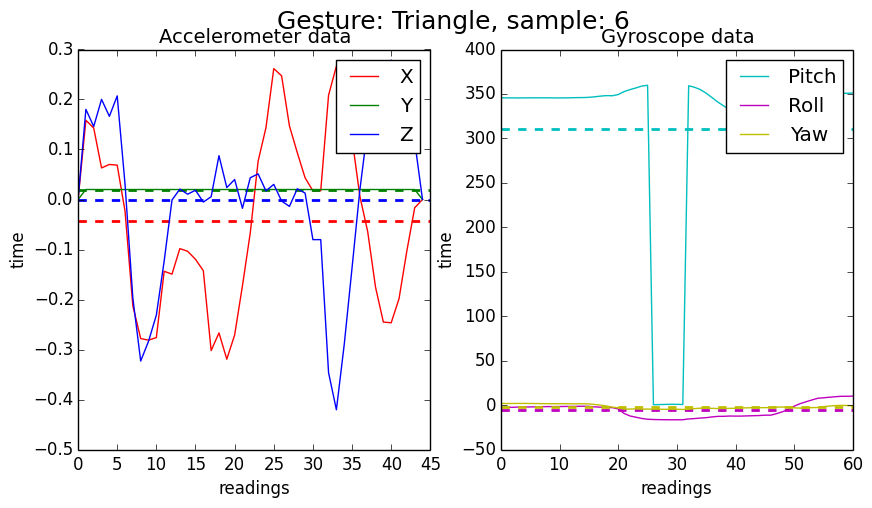 Gesture: Triangle, sample: 6
Accelerometer data
0.3
0.2
0.1
0.0
−0.1
−0.2
−0.3
−0.4
−0.5
time
0 5 10 15 20 25 30 35 40 45
readings
X
Y
Z
Gyroscope data
400
350
300
250
200
150
100
50
0
−50
time
0 10 20 30 40 50 60
readings
Pitch
Roll
Yaw